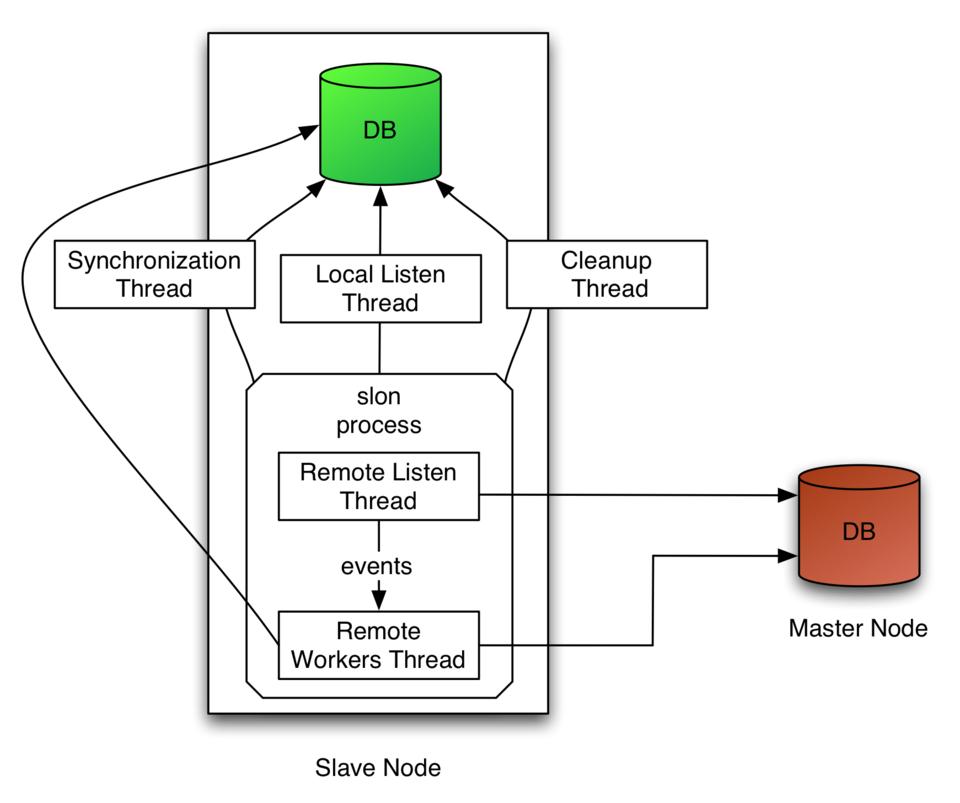 DB
Synchronization
Thread
Local Listen
Thread
Cleanup
Thread
slon
process
Remote Listen
Thread
events
Remote
Workers Thread
DB
Master Node
Slave Node